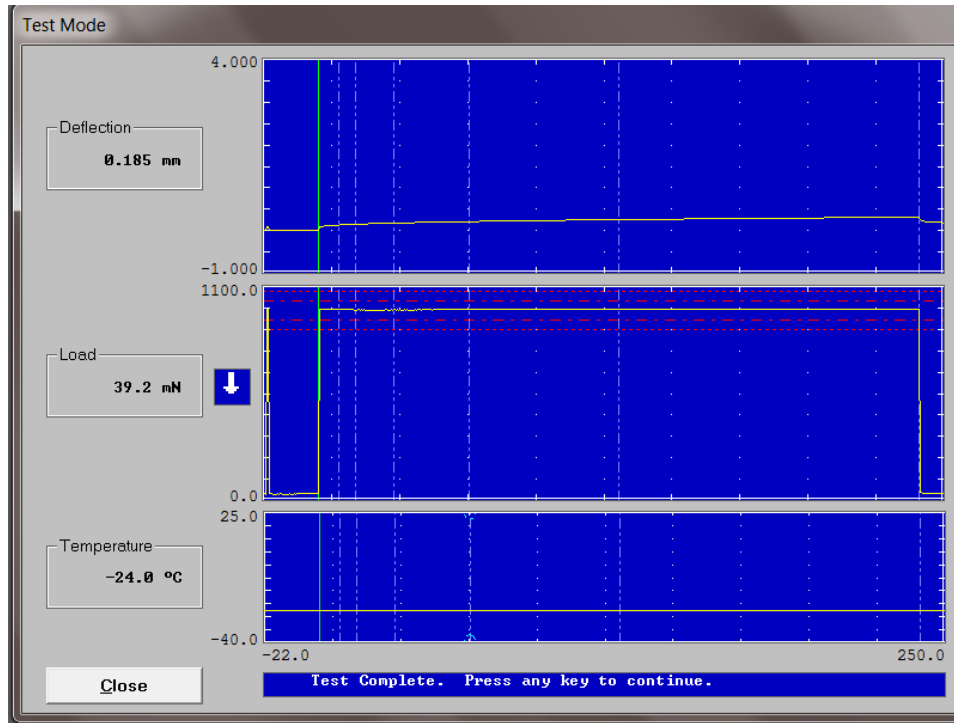 Test Mode
4.000
Deflection
0.185 mm
-1.000
1100.0
Load
39.2 mN
0.0
25.0
Temperature
-24.0 ºC
-40.0
-22.0 250.0
Close
Test Complete. Press any key to continue.